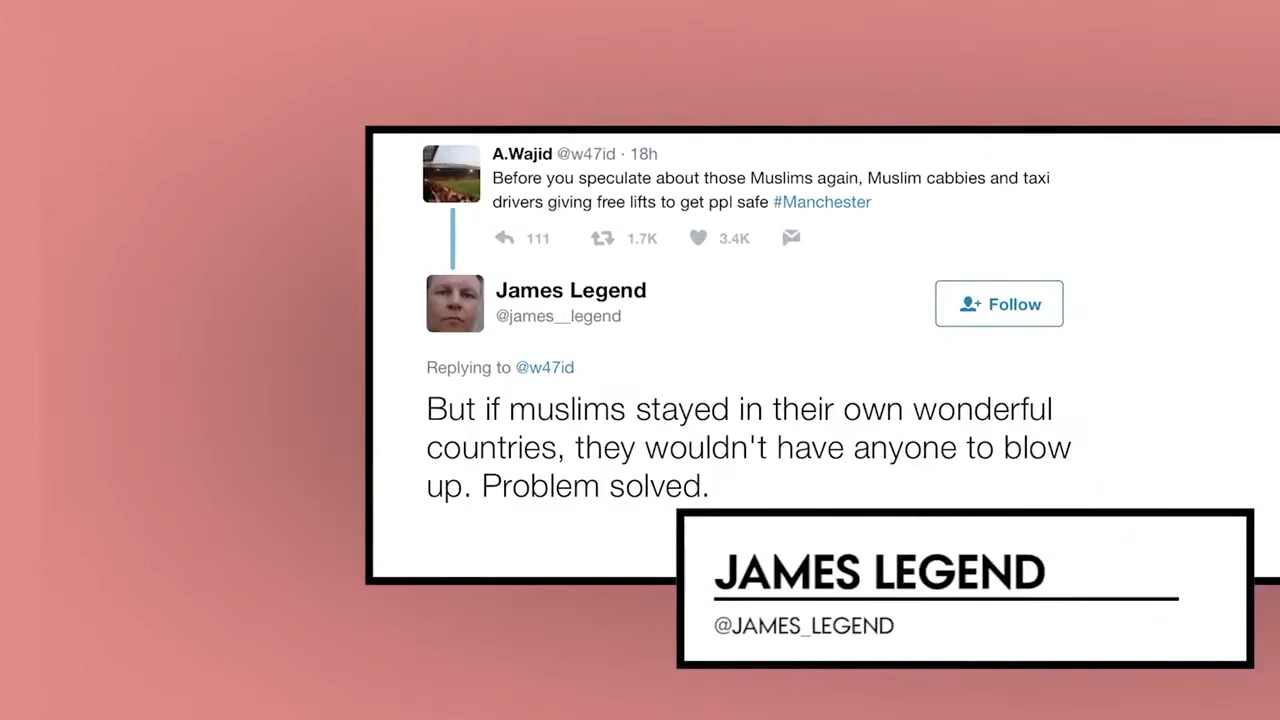 A.Wajid @w47id · 18h
Before you speculate about those Muslims again, Muslim cabbies and taxi
drivers giving free lifts to get ppl safe #Manchester
111 1.7K 3.4K
James Legend
@james__legend
Follow
Replying to @w47id
But if muslims stayed in their own wonderful
countries, they wouldn't have anyone to blow
up. Problem solved.
JAMES LEGEND
@JAMES_LEGEND